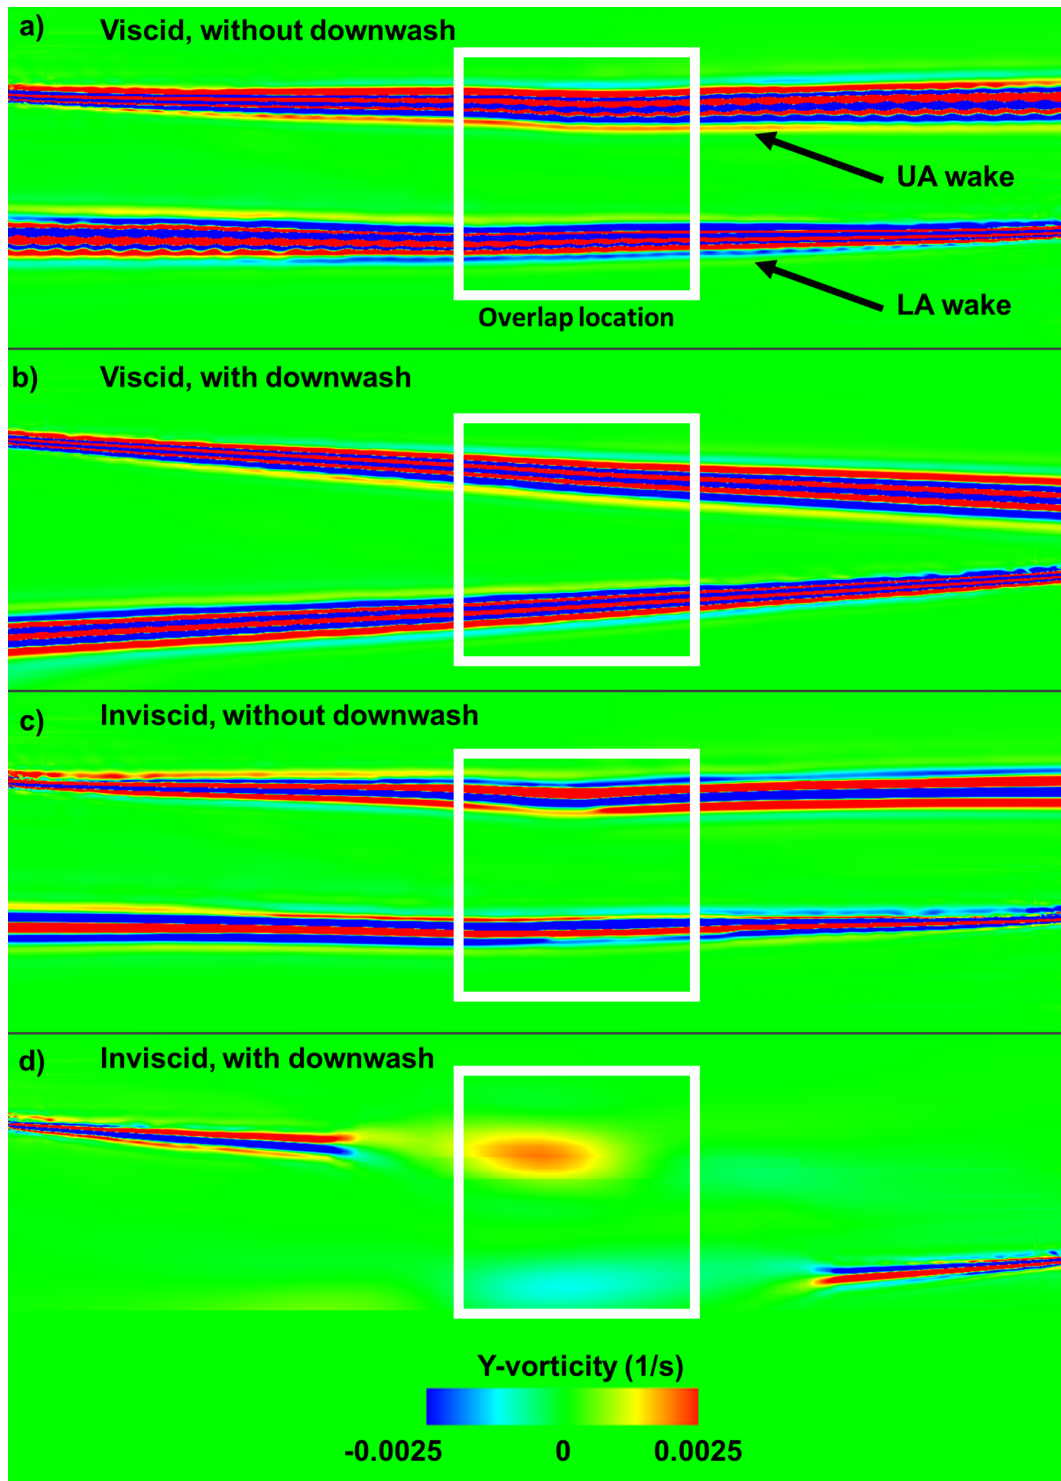 a) Viscid, without downwash
UA wake
LA wake
Overlap location
b) Viscid, with downwash
c) Inviscid, without downwash
d) Inviscid, with downwash
Y-vorticity (1/s)
-0.0025 0 0.0025